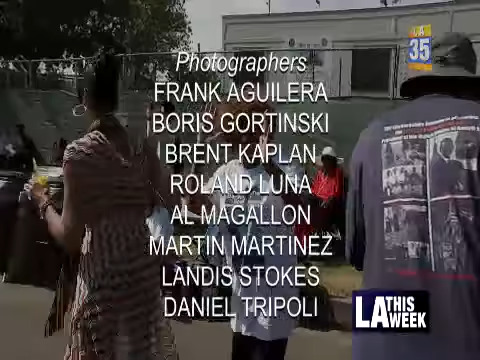 LA
35
Photographers
FRANK AGUILERA
BORIS GORTINSKI
BRENT KAPLAN
ROLAND LUNA
AL MAGALLON
MARTIN MARTINEZ
LANDIS STOKES
DANIEL TRIPOLI
LA THIS
WEEK